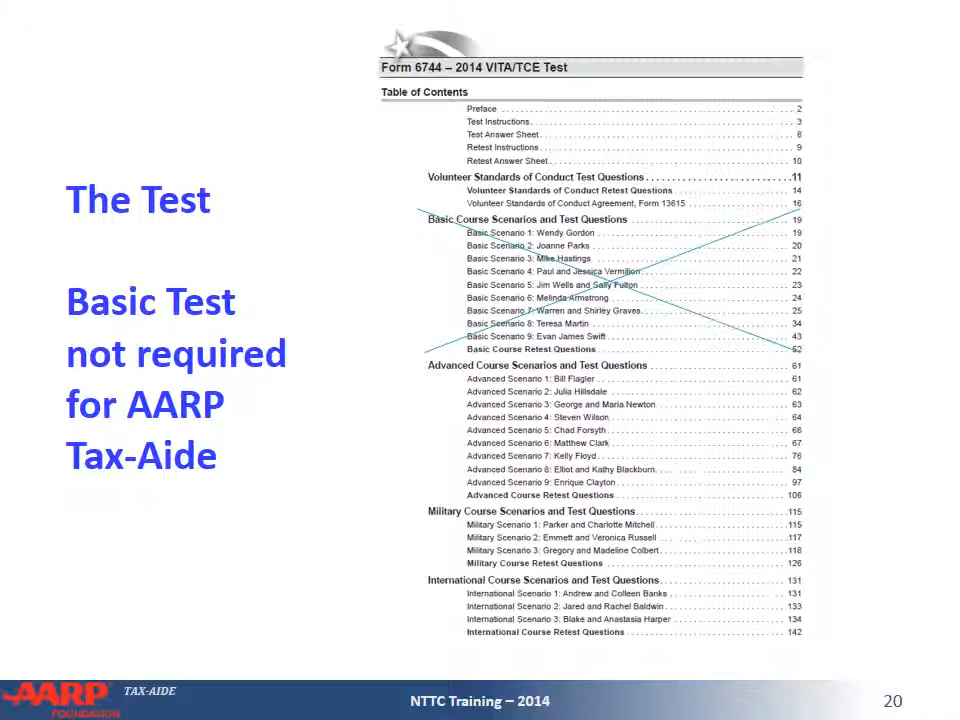 The Test
Basic Test
not required
for AARP
Tax-Aide
Form 6744 – 2014 VITA/TCE Test
Table of Contents
Preface 2
Test Instructions 3
Test Answer Sheet 8
Retest Instructions 9
Retest Answer Sheet 10
Volunteer Standards of Conduct Test Questions 11
Volunteer Standards of Conduct Retest Questions 14
Volunteer Standards of Conduct Agreement, Form 13615 16
Basic Course Scenarios and Test Questions 19
Basic Scenario 1: Wendy Gordon 19
Basic Scenario 2: Joanne Parks 20
Basic Scenario 3: Mike Hastings 21
Basic Scenario 4: Paul and Jessica Vermilion 22
Basic Scenario 5: Jim Wells and Sally Fulton 23
Basic Scenario 6: Melinda Armstrong 24
Basic Scenario 7: Warren and Shirley Graves 25
Basic Scenario 8: Teresa Martin 34
Basic Scenario 9: Evan James Swift 43
Basic Course Retest Questions 52
Advanced Course Scenarios and Test Questions 61
Advanced Scenario 1: Bill Flagler 61
Advanced Scenario 2: Julia Hillsdale 62
Advanced Scenario 3: George and Maria Newton 63
Advanced Scenario 4: Steven Wilson 64
Advanced Scenario 5: Chad Forsyth 66
Advanced Scenario 6: Matthew Clark 67
Advanced Scenario 7: Kelly Floyd 76
Advanced Scenario 8: Elliot and Kathy Blackburn 84
Advanced Scenario 9: Enrique Clayton 97
Advanced Course Retest Questions 106
Military Course Scenarios and Test Questions 115
Military Scenario 1: Parker and Charlotte Mitchell 115
Military Scenario 2: Emmett and Veronica Russell 117
Military Scenario 3: Gregory and Madeline Colbert 118
Military Course Retest Questions 126
International Course Scenarios and Test Questions 131
International Scenario 1: Andrew and Colleen Banks 131
International Scenario 2: Jared and Rachel Baldwin 133
International Scenario 3: Blake and Anastasia Harper 134
International Course Retest Questions 142
AARP TAX-AIDE
FOUNDATION
NTTC Training – 2014
20